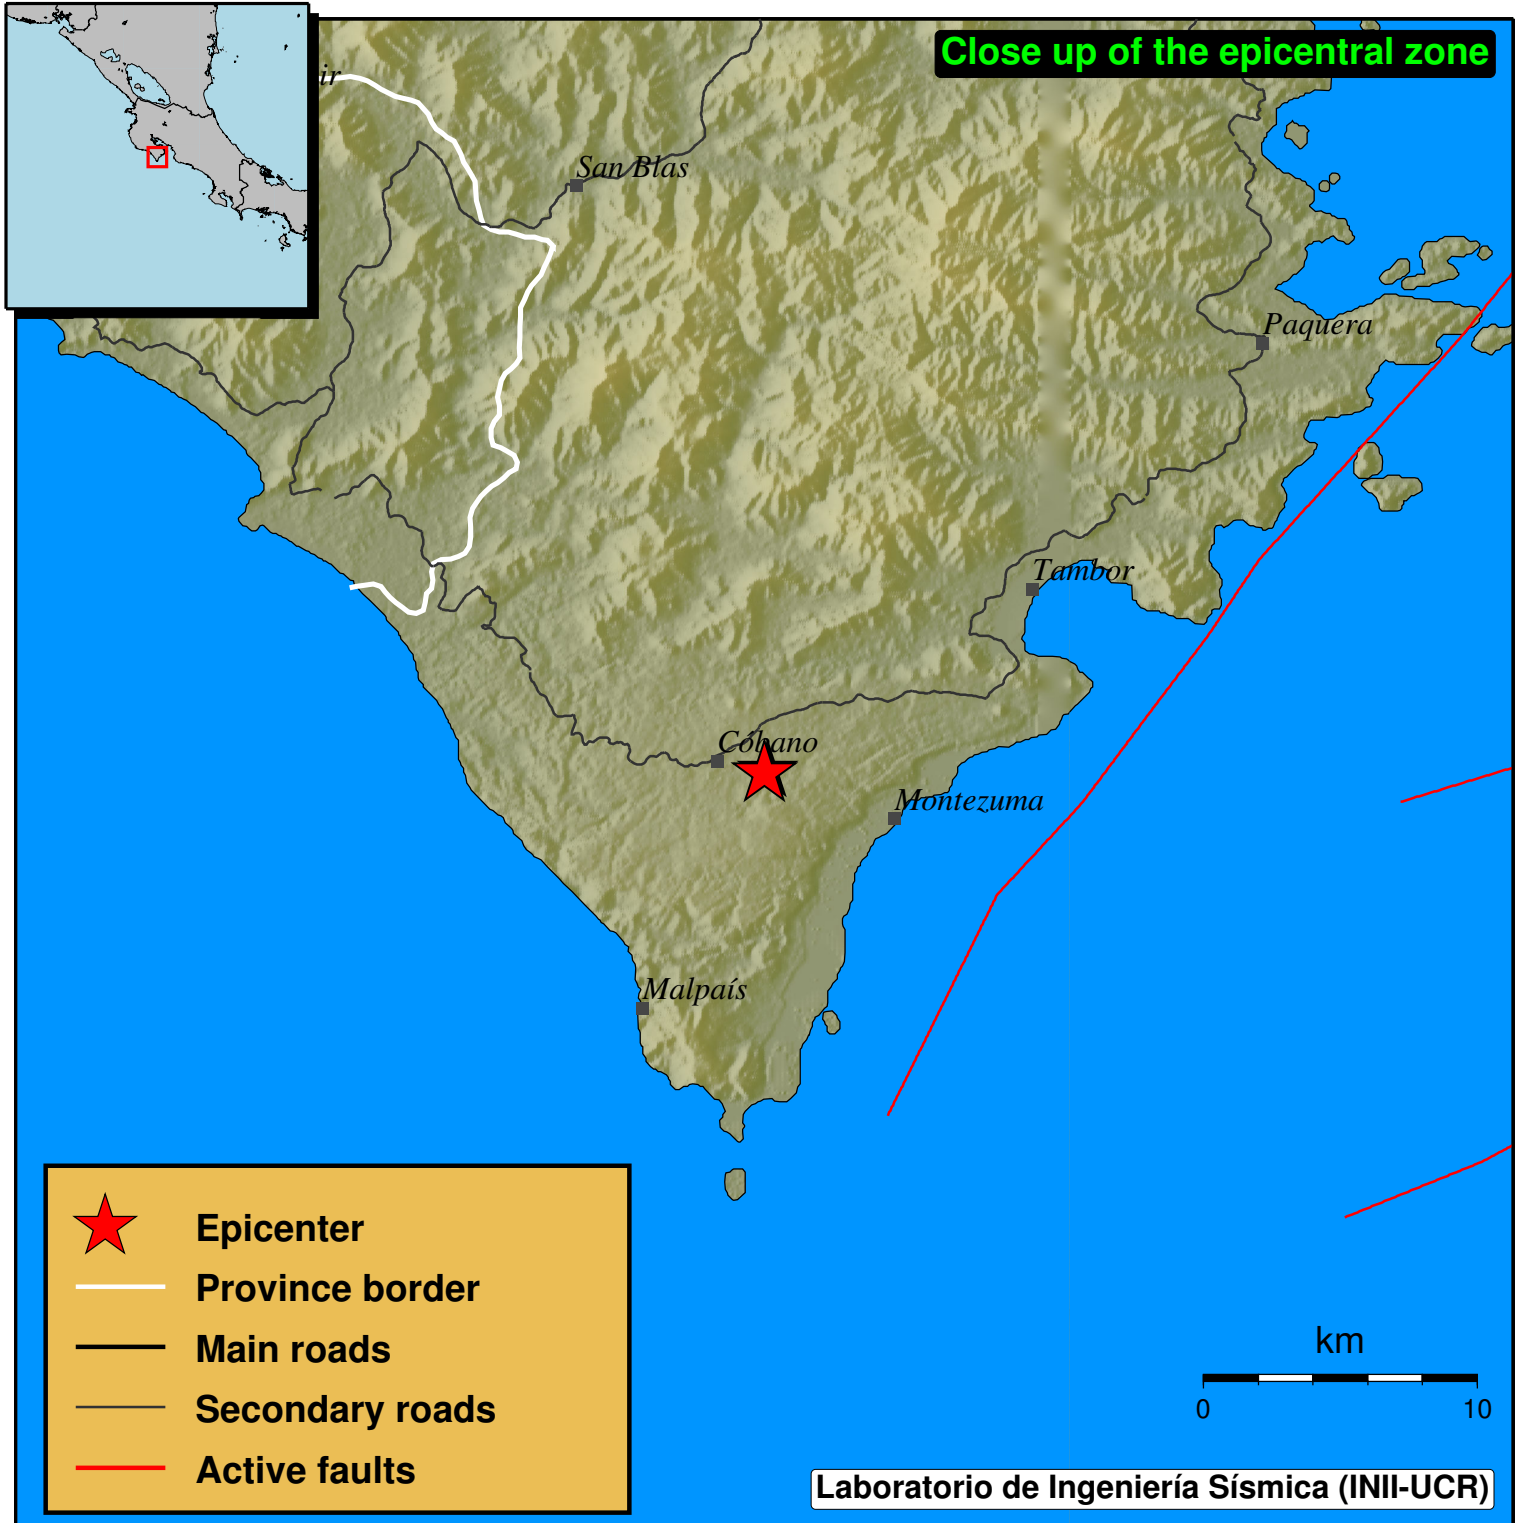 Close up of the epicentral zone
ir
San Blas
Paquera
Tambor
Cóbano
Montezuma
Malpaís
Epicenter
Province border
Main roads
Secondary roads
Active faults
km
0 10
Laboratorio de Ingeniería Sísmica (INII-UCR)